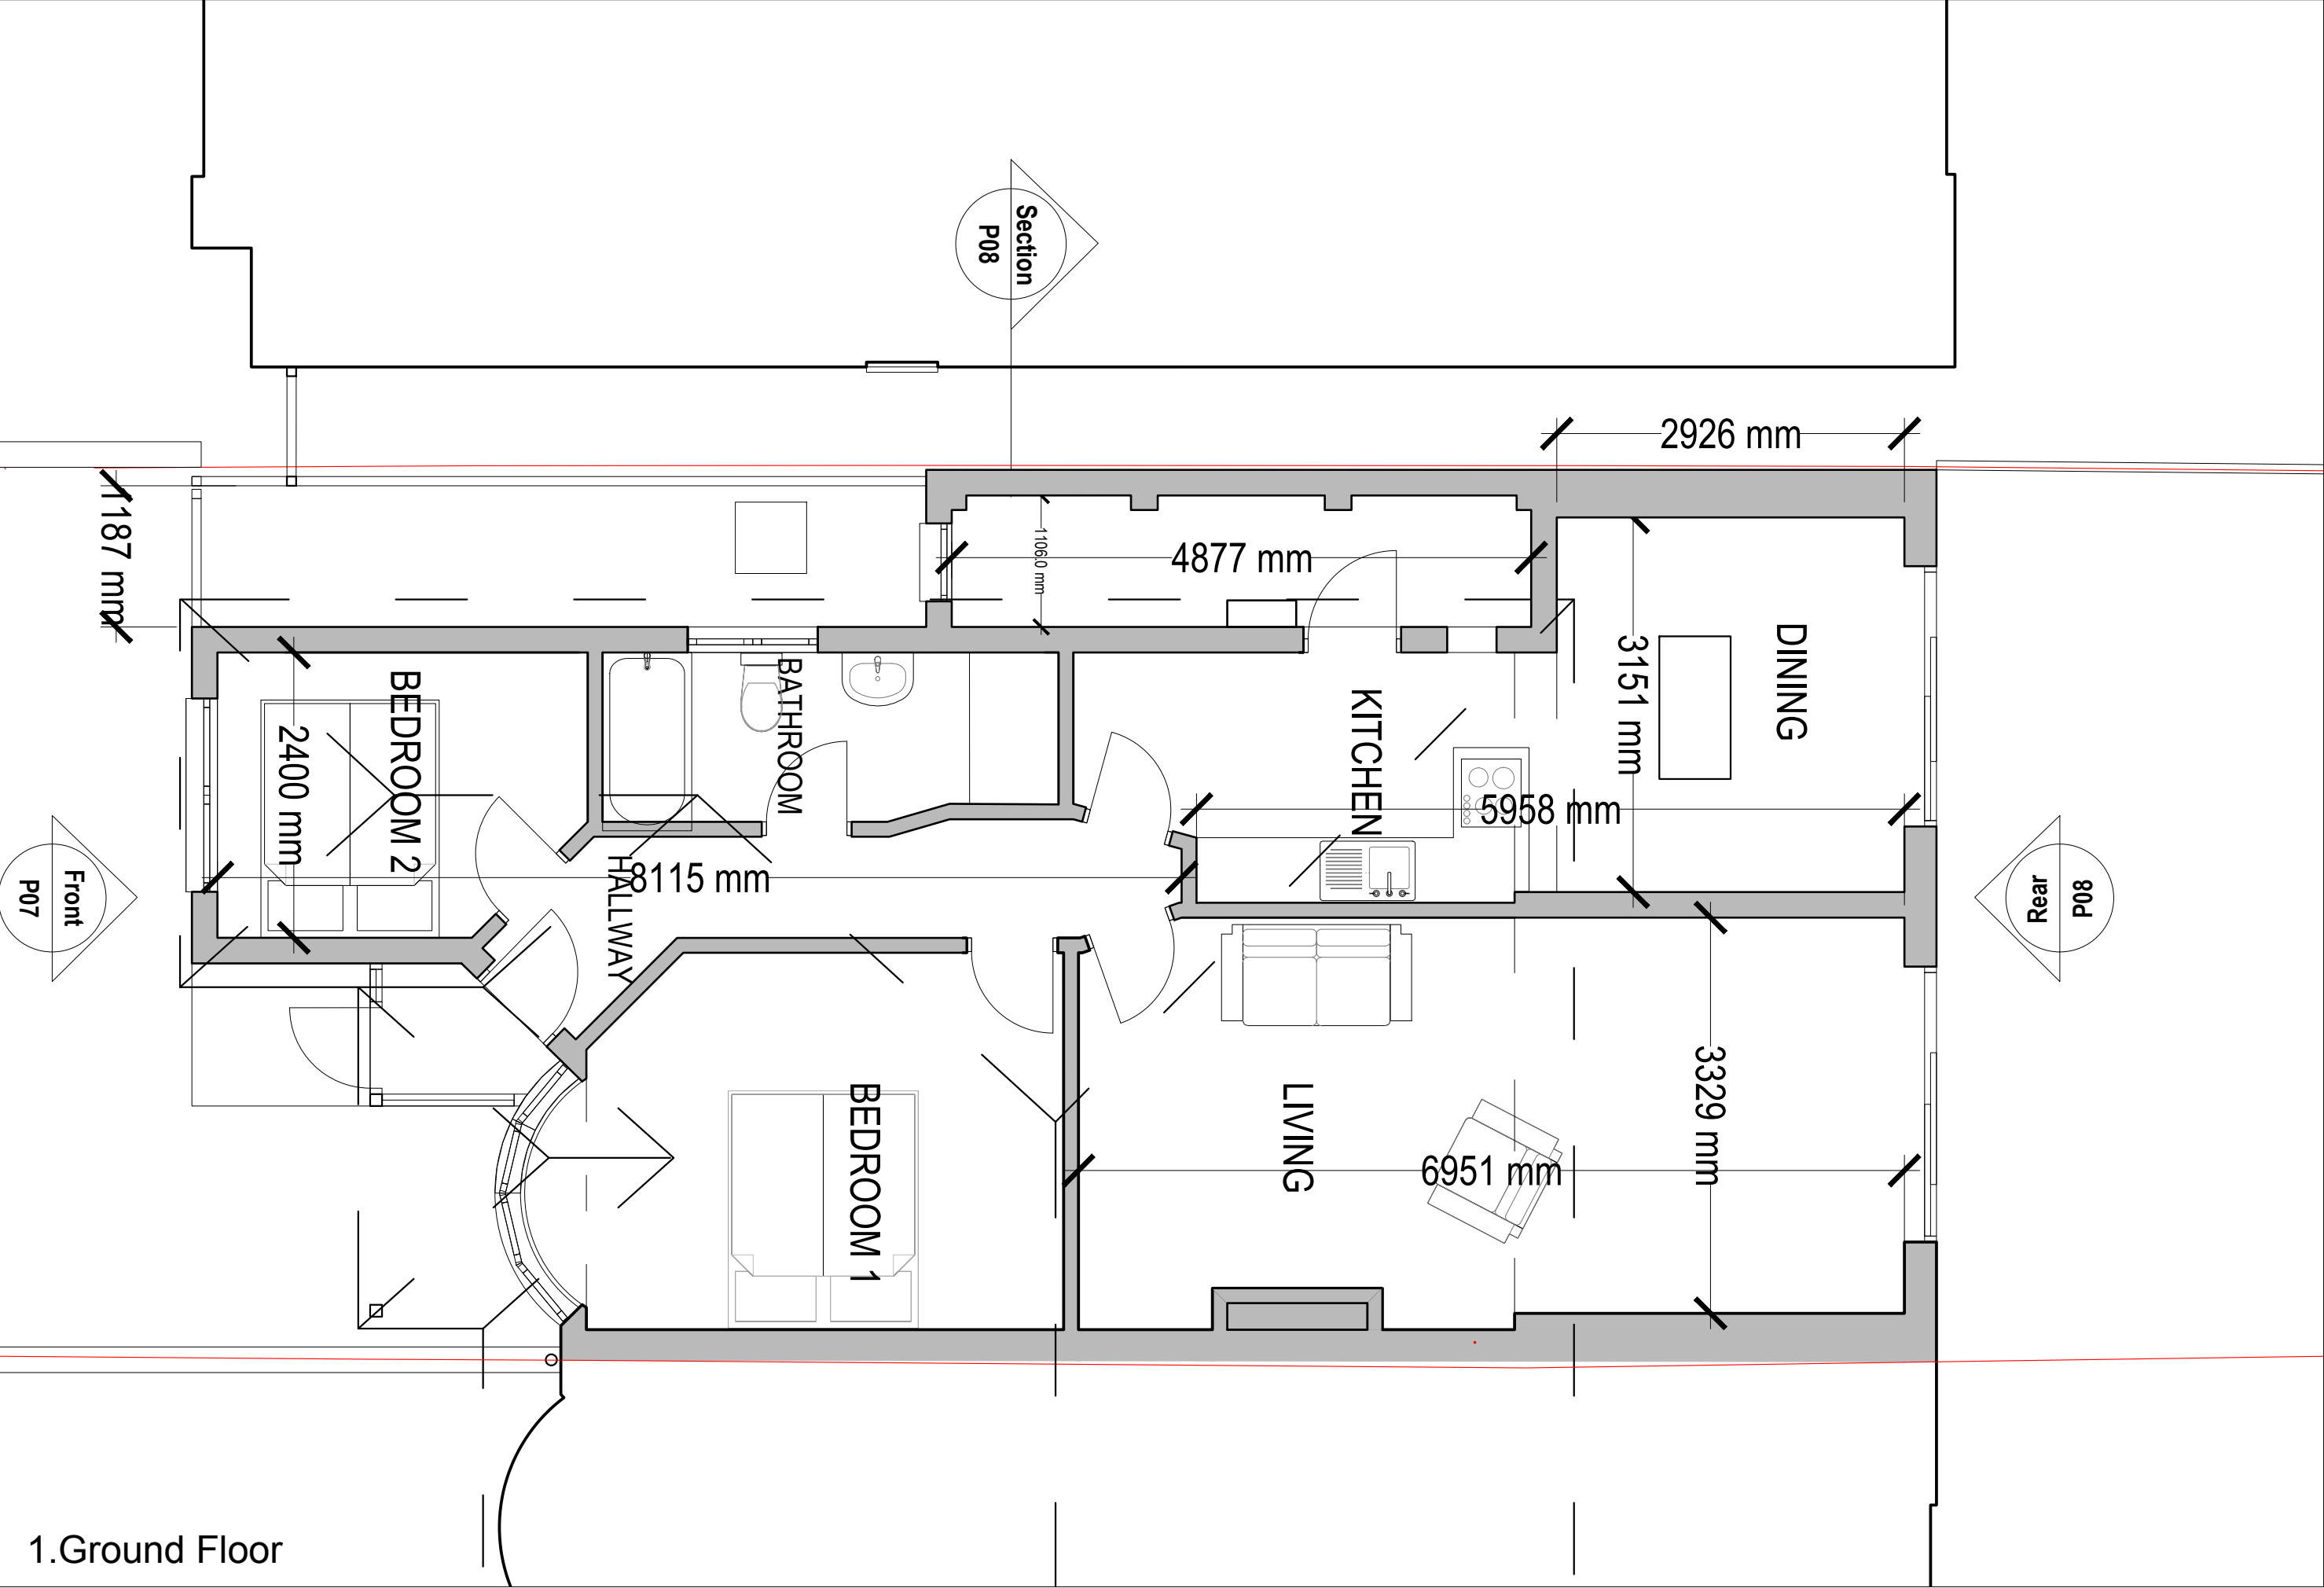 Section
P08
2926 mm
1187 mm
1106.0 mm
4877 mm
DINING
3151 mm
BATHROOM
BEDROOM 2
2400 mm
KITCHEN
5958 mm
HALLWAY
8115 mm
Front
P07
Rear
P08
LIVING
3329 mm
BEDROOM 1
6951 mm
1.Ground Floor